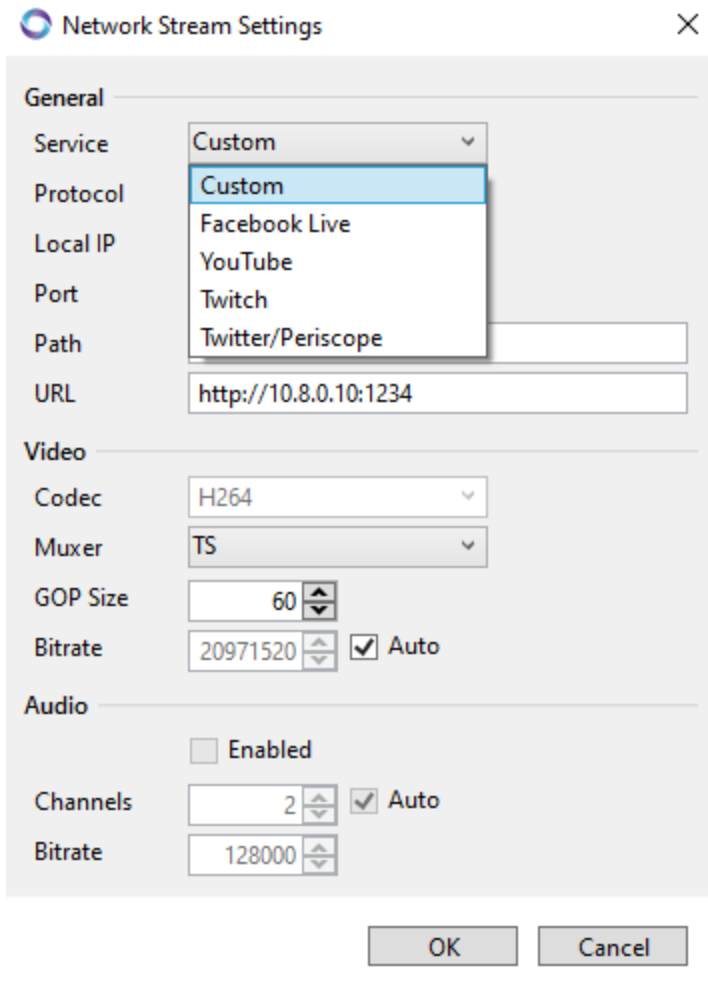 Network Stream Settings
General
Service Custom
Custom
Protocol
Facebook Live
Local IP
YouTube
Port
Twitch
Twitter/Periscope
Path
URL http://10.8.0.10:1234
Video
Codec H264
Muxer TS
GOP Size 60
Bitrate 20971520 Auto
Audio
Enabled
Channels 2 Auto
Bitrate 128000
OK Cancel